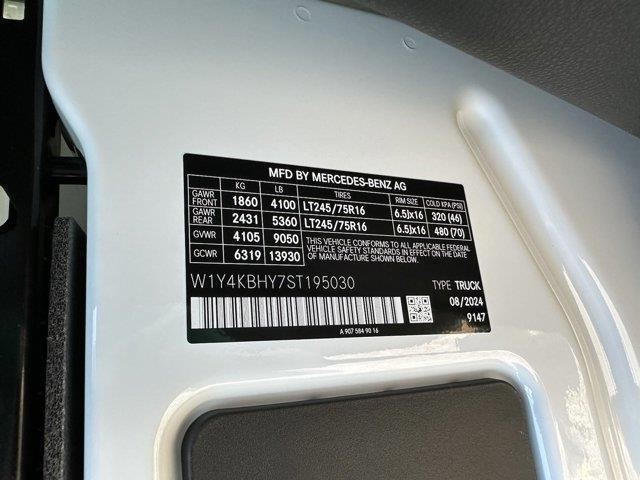 MFD BY MERCEDES-BENZ AG
KG LB TIRES RIM SIZE COLD KPA (PSI)
GAWR FRONT 1860 4100 LT245/75R16 6.5Jx16 320 (46)
GAWR REAR 2431 5360 LT245/75R16 6.5Jx16 480 (70)
GVWR 4105 9050 THIS VEHICLE CONFORMS TO ALL APPLICABLE FEDERAL
VEHICLE SAFETY STANDARDS IN EFFECT ON THE DATE
GCWR 6319 13930 OF MANUFACTURE SHOWN ABOVE.
W1Y4KBHY7ST195030
TYPE TRUCK
08/2024
9147
A 907 584 90 16